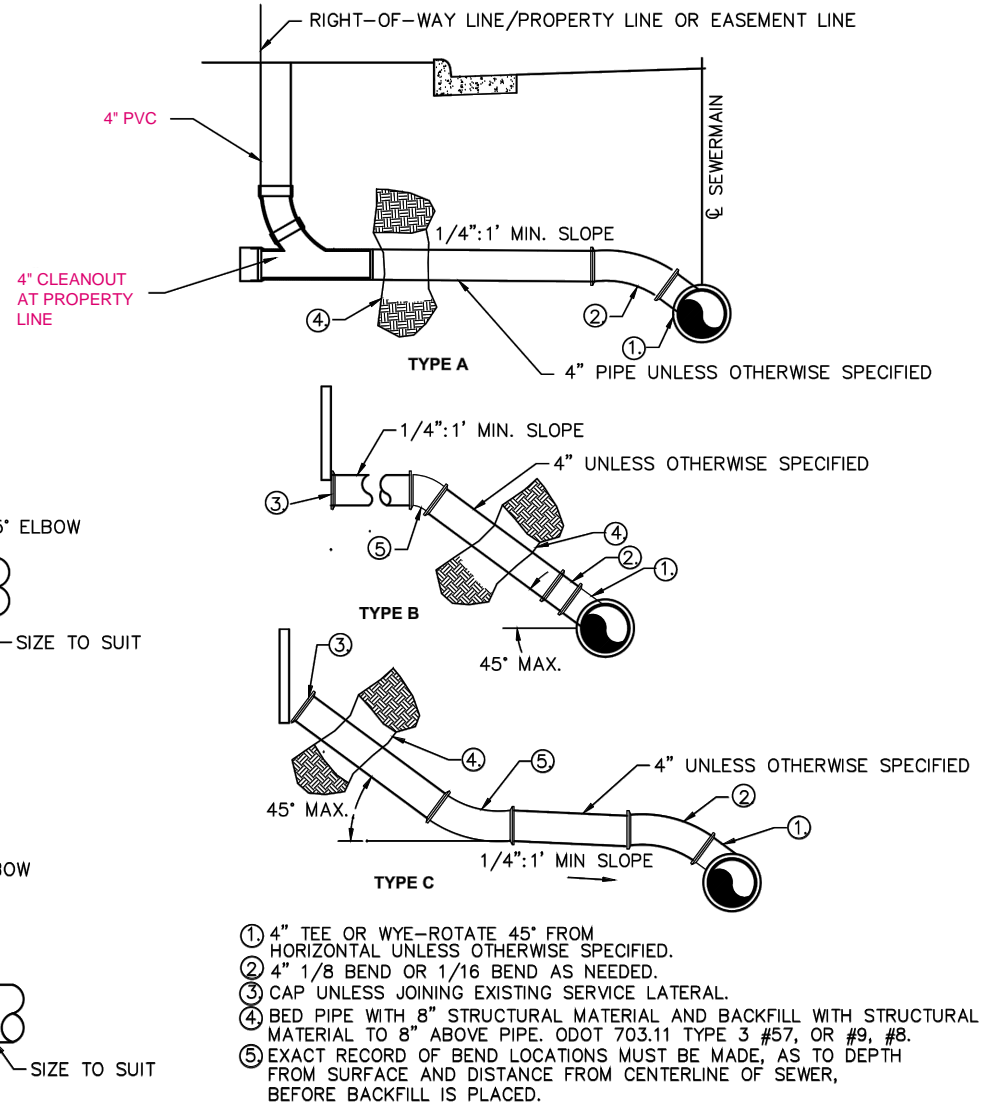 RIGHT-OF-WAY LINE/PROPERTY LINE OR EASEMENT LINE
4" PVC
℄ SEWERMAIN
1/4":1' MIN. SLOPE
4" CLEANOUT
AT PROPERTY
LINE
4.
2
1.
TYPE A
4" PIPE UNLESS OTHERWISE SPECIFIED
1/4":1' MIN. SLOPE
4" UNLESS OTHERWISE SPECIFIED
3.
5
4.
2.
1.
° ELBOW
TYPE B
SIZE TO SUIT
45° MAX.
3.
4.
5.
4" UNLESS OTHERWISE SPECIFIED
2
45° MAX.
1.
1/4":1' MIN SLOPE
TYPE C
OW
1. 4" TEE OR WYE-ROTATE 45° FROM
HORIZONTAL UNLESS OTHERWISE SPECIFIED.
2 4" 1/8 BEND OR 1/16 BEND AS NEEDED.
3. CAP UNLESS JOINING EXISTING SERVICE LATERAL.
4. BED PIPE WITH 8" STRUCTURAL MATERIAL AND BACKFILL WITH STRUCTURAL
MATERIAL TO 8" ABOVE PIPE. ODOT 703.11 TYPE 3 #57, OR #9, #8.
5. EXACT RECORD OF BEND LOCATIONS MUST BE MADE, AS TO DEPTH
FROM SURFACE AND DISTANCE FROM CENTERLINE OF SEWER,
BEFORE BACKFILL IS PLACED.
SIZE TO SUIT